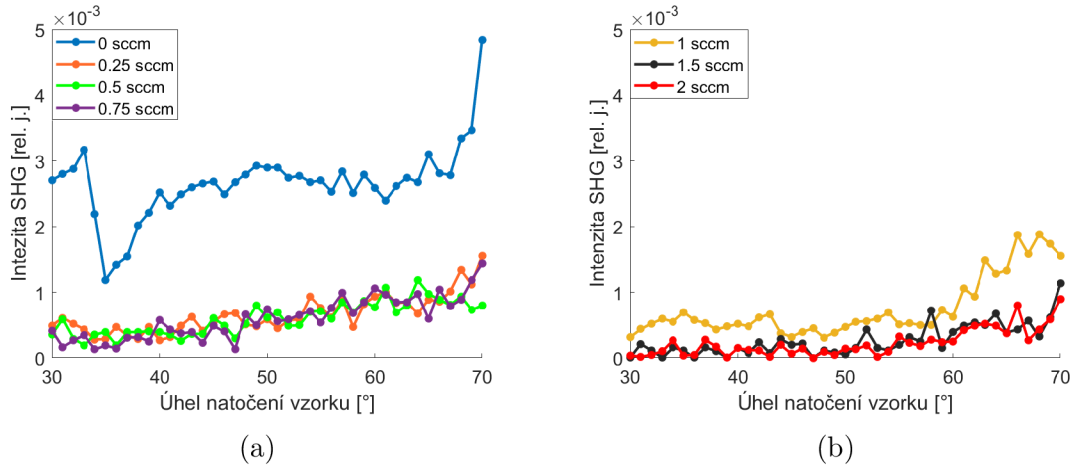 ×10⁻³
5
4
3
2
1
0
30
40
50
60
70
Intezita SHG [rel. j.]
Úhel natočení vzorku [°]
0 sccm
0.25 sccm
0.5 sccm
0.75 sccm
(a)
×10⁻³
5
4
3
2
1
0
30
40
50
60
70
Intenzita SHG [rel. j.]
Úhel natočení vzorku [°]
1 sccm
1.5 sccm
2 sccm
(b)